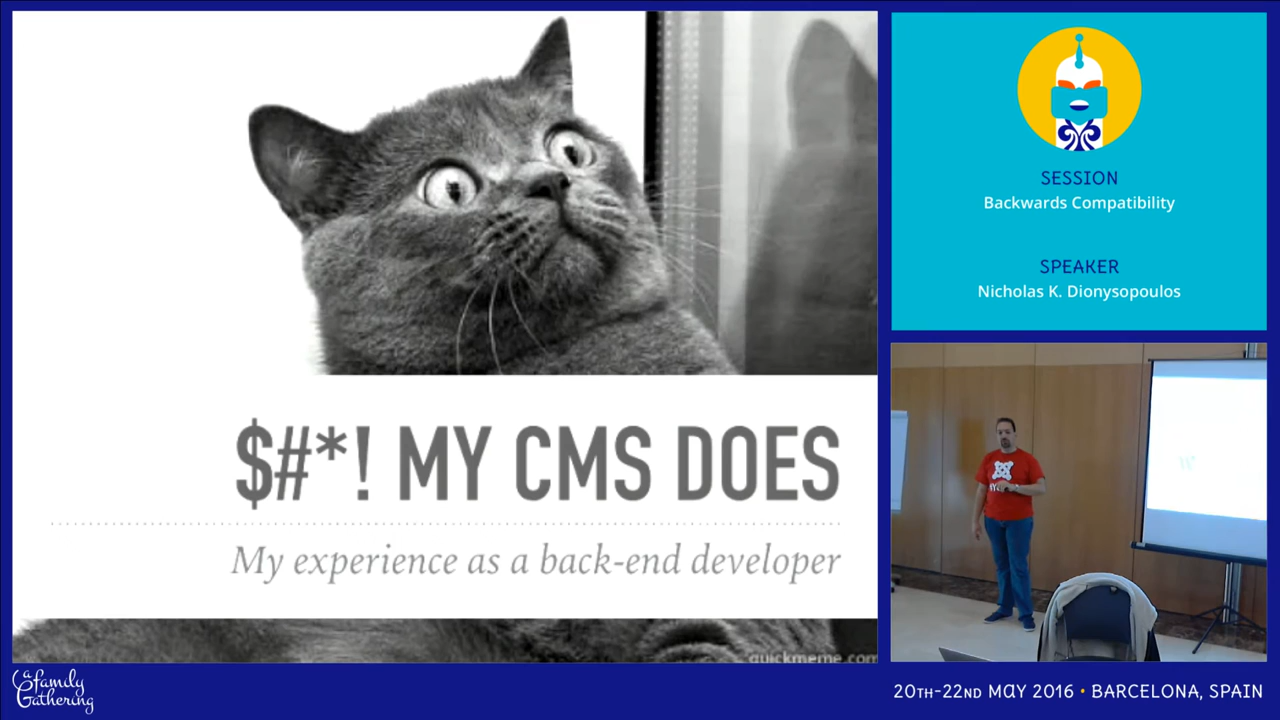 $#*! MY CMS DOES
My experience as a back-end developer
quickmeme.com
SESSION
Backwards Compatibility
SPEAKER
Nicholas K. Dionysopoulos
a family
Gathering
20TH-22ND MAY 2016 • BARCELONA, SPAIN